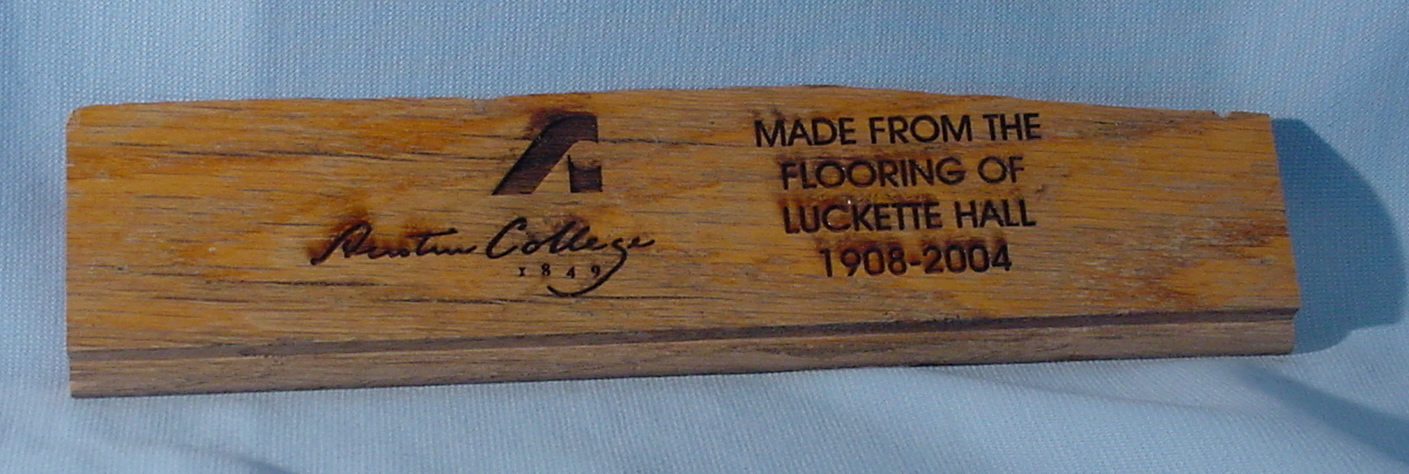 Austin College
1849
MADE FROM THE
FLOORING OF
LUCKETTE HALL
1908-2004